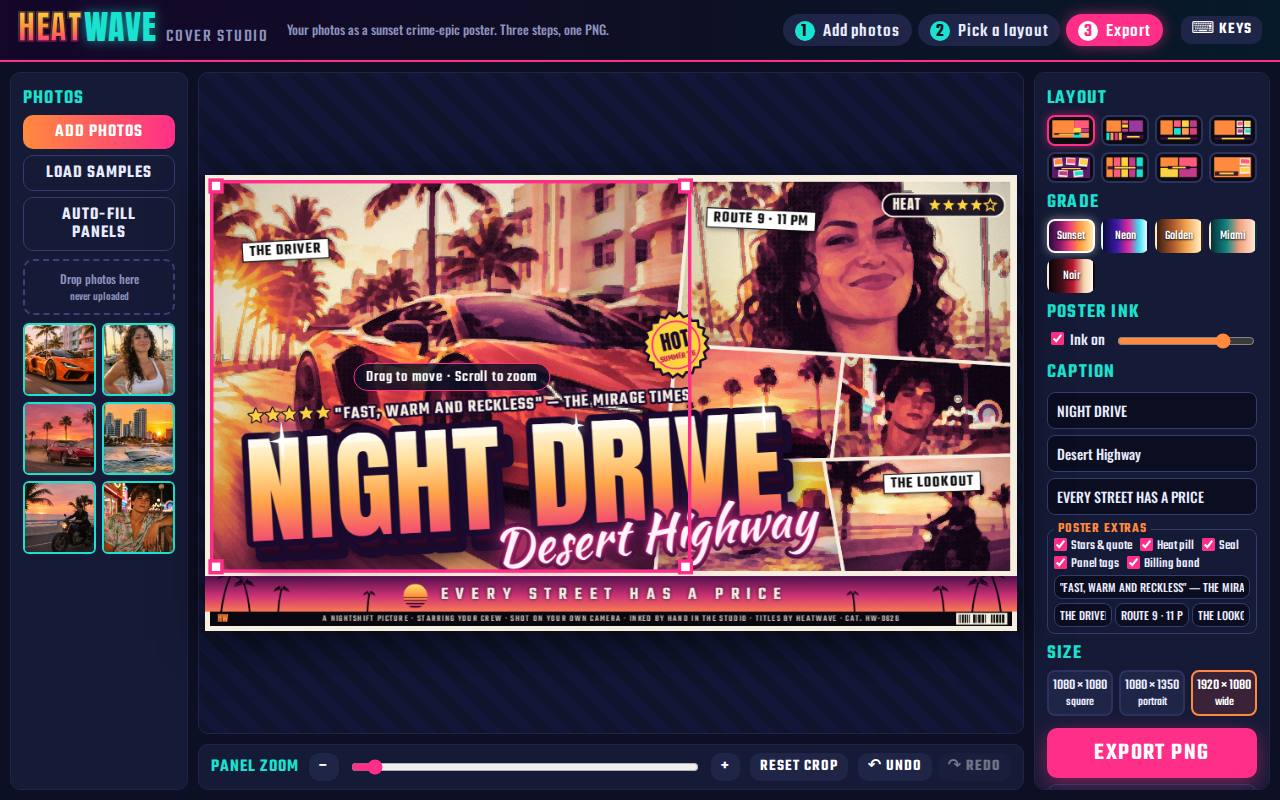 HEATWAVE COVER STUDIO
Your photos as a sunset crime-epic poster. Three steps, one PNG.
1 Add photos
2 Pick a layout
3 Export
⌨ KEYS
PHOTOS
ADD PHOTOS
LOAD SAMPLES
AUTO-FILL
PANELS
Drop photos here
never uploaded
THE DRIVER
ROUTE 9 · 11 PM
HEAT ★★★★☆
HOT
SUMMER
Drag to move · Scroll to zoom
★★★★★ "FAST, WARM AND RECKLESS" — THE MIRAGE TIMES
NIGHT DRIVE
Desert Highway
THE LOOKOUT
EVERY STREET HAS A PRICE
HW
A NIGHTSHIFT PICTURE · STARRING YOUR CREW · SHOT ON YOUR OWN CAMERA · INKED BY HAND IN THE STUDIO · TITLES BY HEATWAVE · CAT. HW-0626
PANEL ZOOM
−
+
RESET CROP
↶ UNDO
↷ REDO
LAYOUT
GRADE
Sunset
Neon
Golden
Miami
Noir
POSTER INK
Ink on
CAPTION
NIGHT DRIVE
Desert Highway
EVERY STREET HAS A PRICE
POSTER EXTRAS
Stars & quote
Heat pill
Seal
Panel tags
Billing band
"FAST, WARM AND RECKLESS" — THE MIRA
THE DRIVE
ROUTE 9 · 11 P
THE LOOK
SIZE
1080 × 1080
square
1080 × 1350
portrait
1920 × 1080
wide
EXPORT PNG